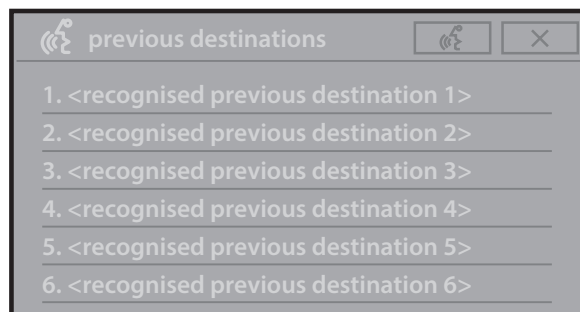 previous destinations
1. <recognised previous destination 1>
2. <recognised previous destination 2>
3. <recognised previous destination 3>
4. <recognised previous destination 4>
5. <recognised previous destination 5>
6. <recognised previous destination 6>